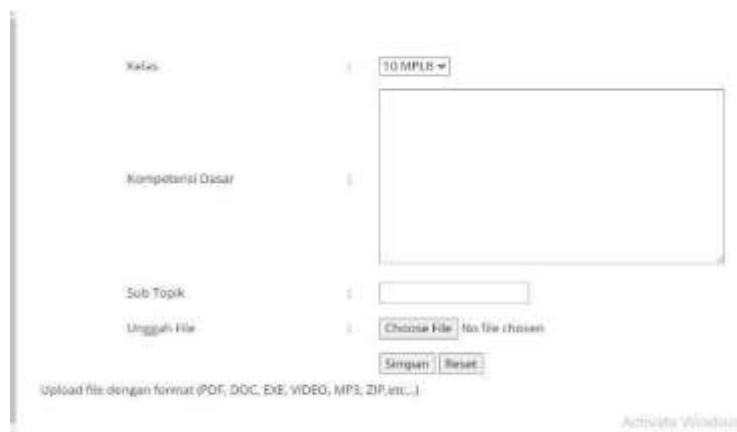 Kelas : 10 MPLB
Kompetensi Dasar :
Sub Topik :
Unggah File : Choose File No file chosen
Simpan Reset
Upload file dengan format (PDF, DOC, EXE, VIDEO, MP3, ZIP,etc...)
Activate Windows